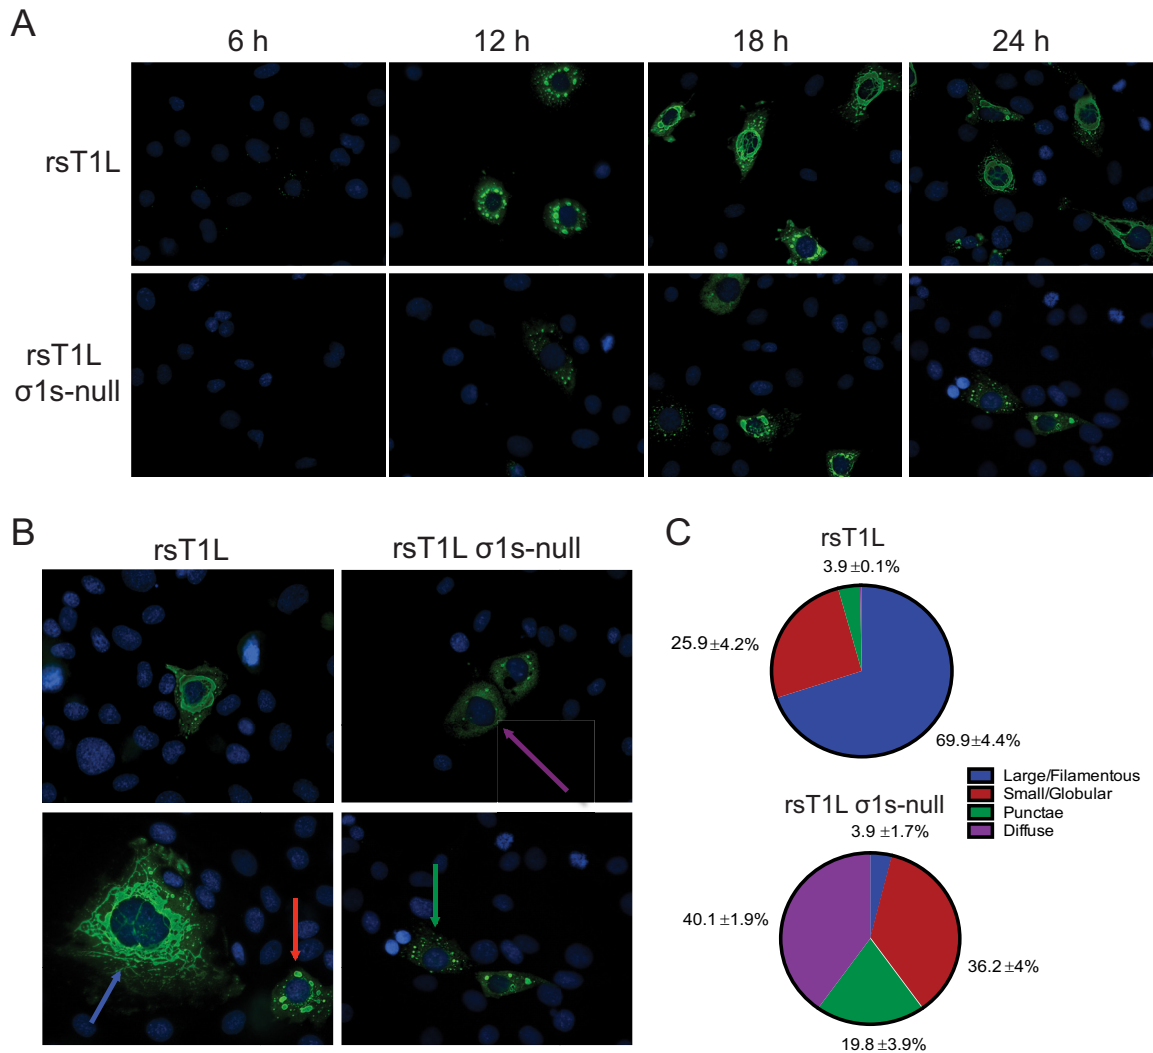 A
6 h
12 h
18 h
24 h
rsT1L
rsT1L
σ1s-null
B
rsT1L
rsT1L σ1s-null
C
rsT1L
3.9 ±0.1%
25.9 ±4.2%
69.9±4.4%
Large/Filamentous
Small/Globular
Punctae
Diffuse
rsT1L σ1s-null
3.9 ±1.7%
40.1 ±1.9%
36.2 ±4%
19.8 ±3.9%